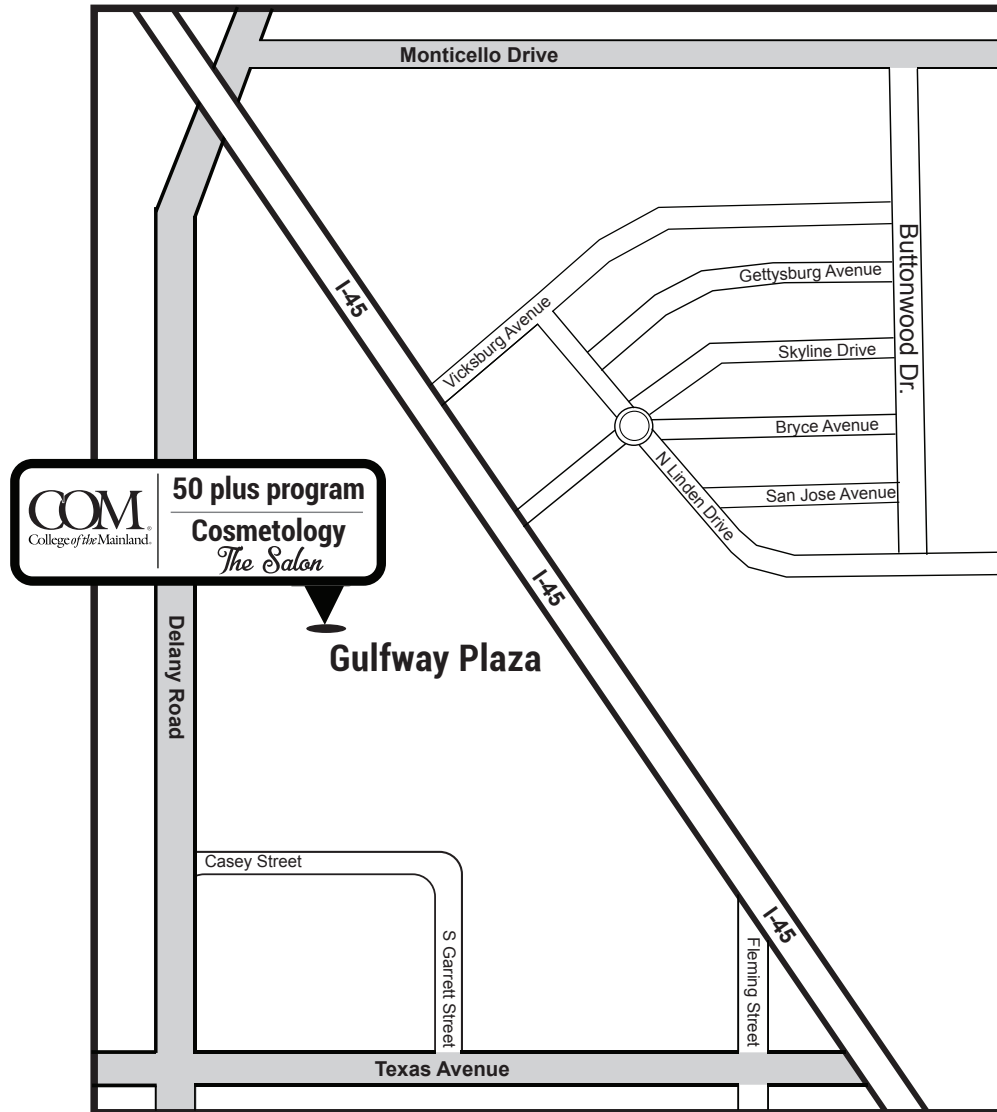 Monticello Drive
I-45
Buttonwood Dr.
Gettysburg Avenue
Vicksburg Avenue
Skyline Drive
Bryce Avenue
N Linden Drive
San Jose Avenue
COM
College of the Mainland®
50 plus program
Cosmetology
The Salon
I-45
Gulfway Plaza
Delany Road
Casey Street
S Garrett Street
Fleming Street
I-45
Texas Avenue